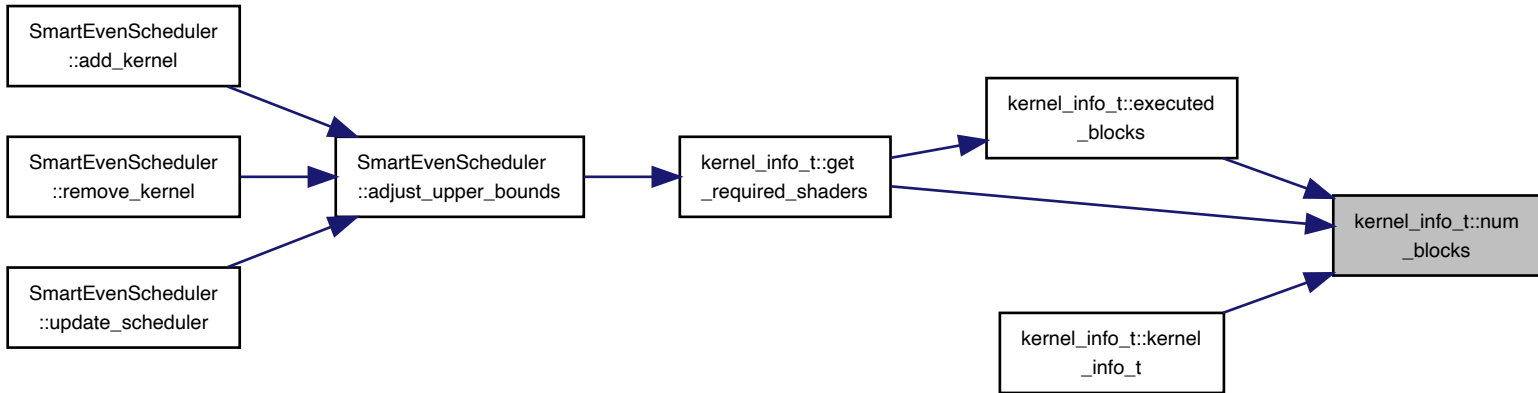 SmartEvenScheduler
::add_kernel
SmartEvenScheduler
::remove_kernel
SmartEvenScheduler
::update_scheduler
SmartEvenScheduler
::adjust_upper_bounds
kernel_info_t::get
_required_shaders
kernel_info_t::executed
_blocks
kernel_info_t::kernel
_info_t
kernel_info_t::num
_blocks